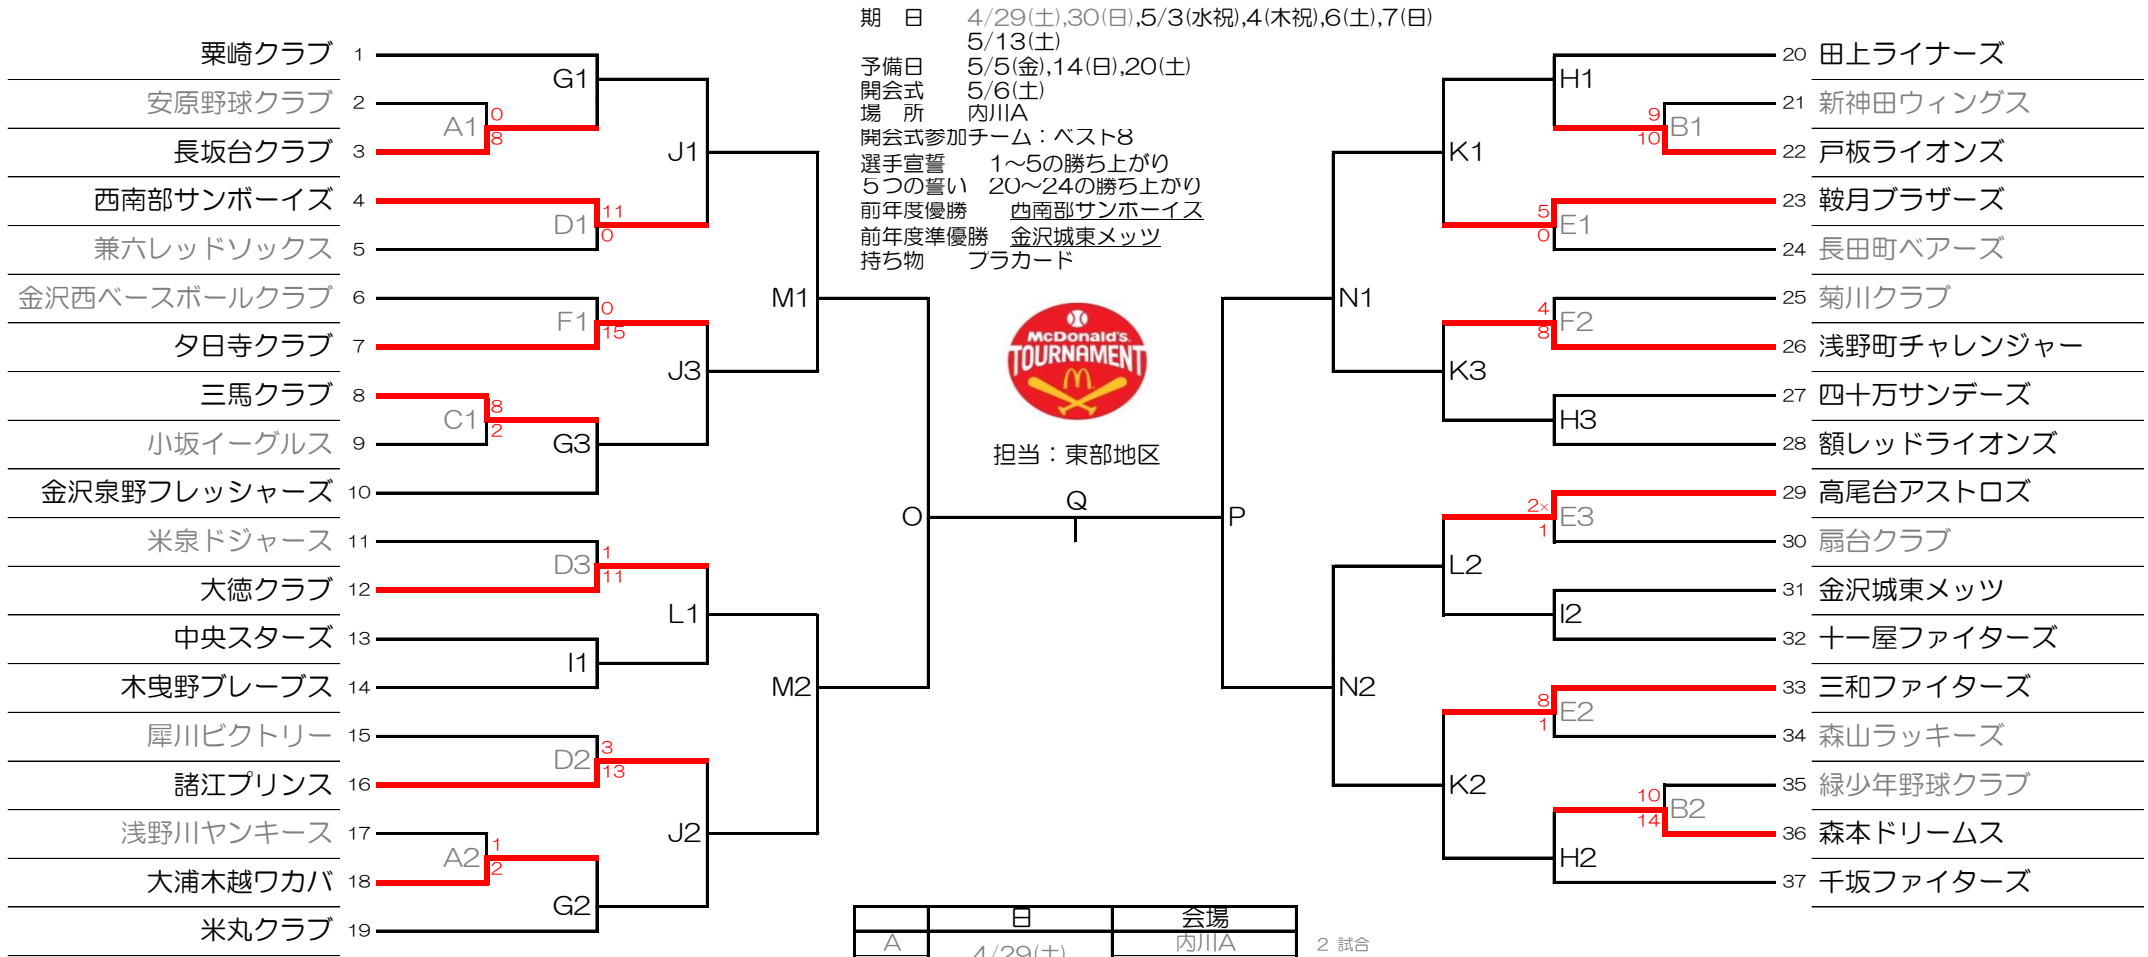 期　日　4/29(土),30(日),5/3(水祝),4(木祝),6(土),7(日)
5/13(土)
予備日　5/5(金),14(日),20(土)
開会式　5/6(土)
場　所　内川A
開会式参加チーム：ベスト8
選手宣誓　1～5の勝ち上がり
5つの誓い　20～24の勝ち上がり
前年度優勝　西南部サンボーイズ
前年度準優勝　金沢城東メッツ
持ち物　プラカード
McDonald's
TOURNAMENT
担当：東部地区
粟崎クラブ 1
安原野球クラブ 2
長坂台クラブ 3
西南部サンボーイズ 4
兼六レッドソックス 5
金沢西ベースボールクラブ 6
夕日寺クラブ 7
三馬クラブ 8
小坂イーグルス 9
金沢泉野フレッシャーズ 10
米泉ドジャース 11
大徳クラブ 12
中央スターズ 13
木曳野ブレーブス 14
犀川ビクトリー 15
諸江プリンス 16
浅野川ヤンキース 17
大浦木越ワカバ 18
米丸クラブ 19
G1
A1 0
8
J1
D1 11
0
M1
F1 0
15
J3
C1 8
2
G3
O
D3 1
11
L1
I1
M2
D2 3
13
J2
A2 1
2
G2
Q
P
20 田上ライナーズ
21 新神田ウィングス
22 戸板ライオンズ
23 鞍月ブラザーズ
24 長田町ベアーズ
25 菊川クラブ
26 浅野町チャレンジャー
27 四十万サンデーズ
28 額レッドライオンズ
29 高尾台アストロズ
30 扇台クラブ
31 金沢城東メッツ
32 十一屋ファイターズ
33 三和ファイターズ
34 森山ラッキーズ
35 緑少年野球クラブ
36 森本ドリームス
37 千坂ファイターズ
H1
9 B1
10
K1
5 E1
0
N1
4 F2
8
K3
H3
2× E3
1
L2
I2
N2
8 E2
1
K2
10 B2
14
H2
日 会場
A 4/29(土) 内川A 2 試合